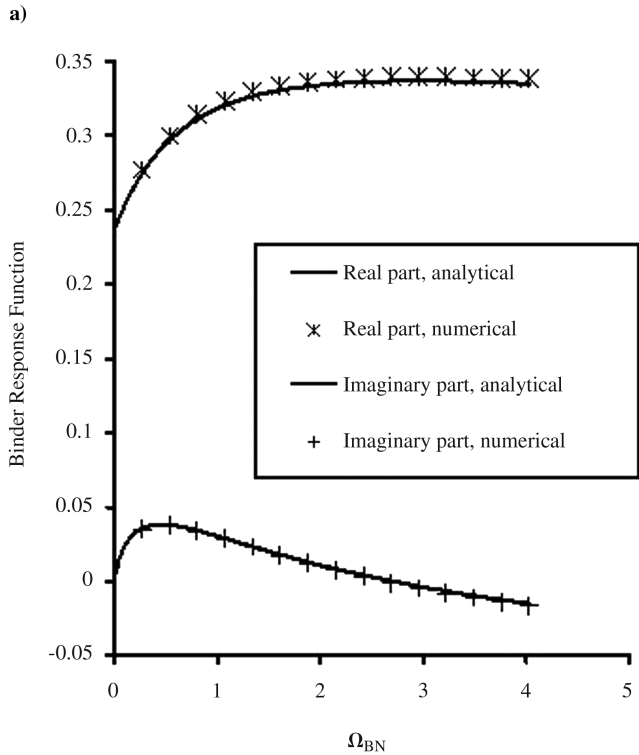 a)
0.35
0.3
0.25
0.2
0.15
0.1
0.05
0
-0.05
Binder Response Function
Real part, analytical
Real part, numerical
Imaginary part, analytical
Imaginary part, numerical
0 1 2 3 4 5
Ω_BN